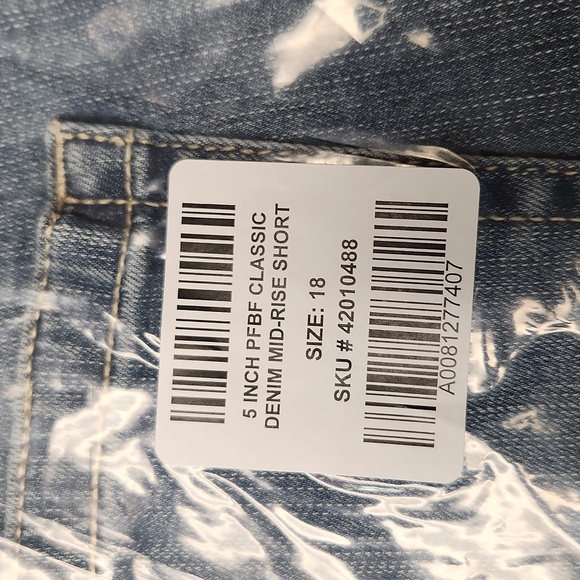 5 INCH PFBF CLASSIC
DENIM MID-RISE SHORT
SIZE: 18
SKU # 42010488
A0081277407